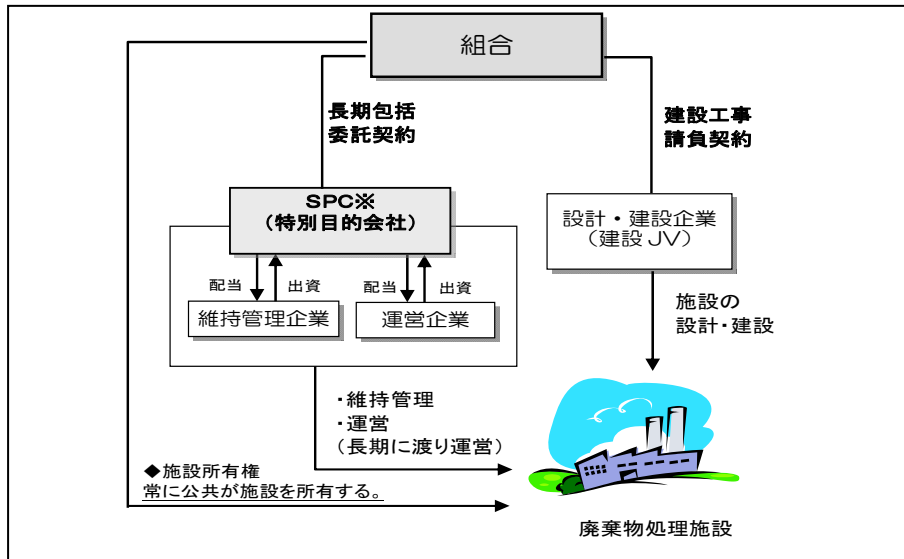 組合
長期包括
委託契約
建設工事
請負契約
SPC※
(特別目的会社)
設計・建設企業
(建設 JV)
配当
出資
配当
出資
維持管理企業
運営企業
施設の
設計・建設
・維持管理
・運営
(長期に渡り運営)
◆施設所有権
常に公共が施設を所有する。
廃棄物処理施設